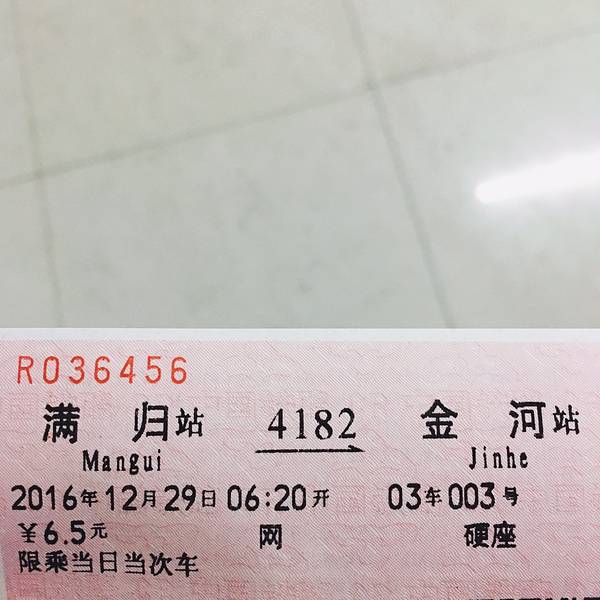 R036456
满 归站 4182 金 河站
Mangui Jinhe
2016年12月29日06:20开 03车003号
¥6.5元 网 硬座
限乘当日当次车